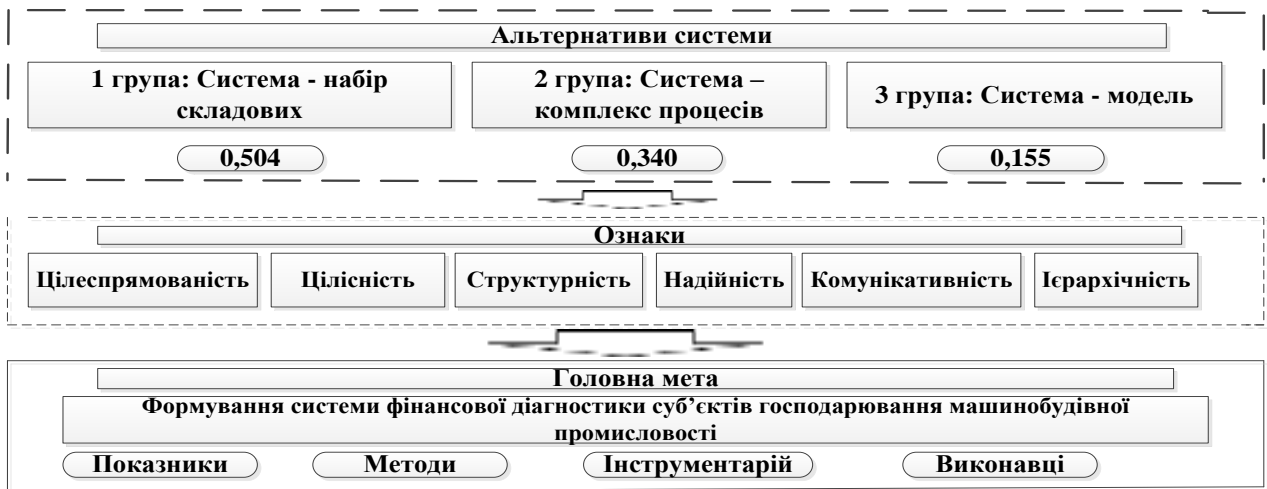 Альтернативи системи
1 група: Система - набір
складових
2 група: Система –
комплекс процесів
3 група: Система - модель
0,504
0,340
0,155
Ознаки
Цілеспрямованість
Цілісність
Структурність
Надійність
Комунікативність
Ієрархічність
Головна мета
Формування системи фінансової діагностики суб’єктів господарювання машинобудівної
промисловості
Показники
Методи
Інструментарій
Виконавці